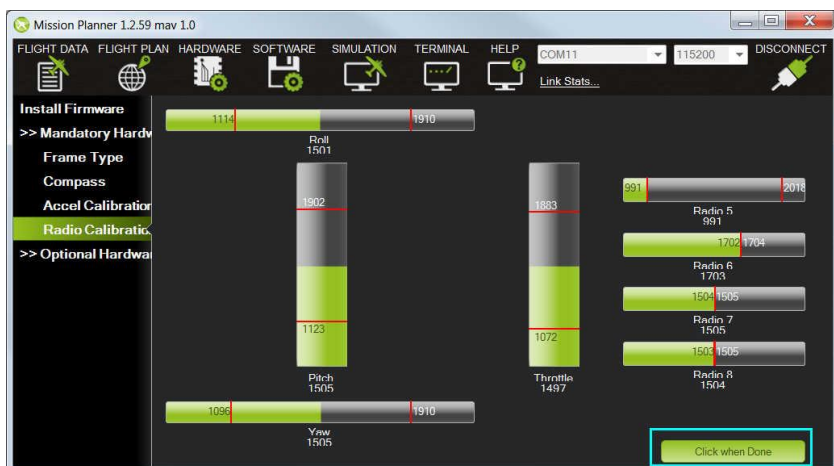 Mission Planner 1.2.59 mav 1.0
FLIGHT DATA FLIGHT PLAN HARDWARE SOFTWARE SIMULATION TERMINAL HELP COM11 115200 DISCONNECT
Link Stats...
Install Firmware
>> Mandatory Hardw
Frame Type
Compass
Accel Calibration
Radio Calibratio
>> Optional Hardwa
1114 1910
Roll
1501
1902
1123
Pitch
1505
1883
1072
Throttle
1497
991 2018
Radio 5
991
1702 1704
Radio 6
1703
1504 1505
Radio 7
1505
1503 1505
Radio 8
1504
1096 1910
Yaw
1505
Click when Done